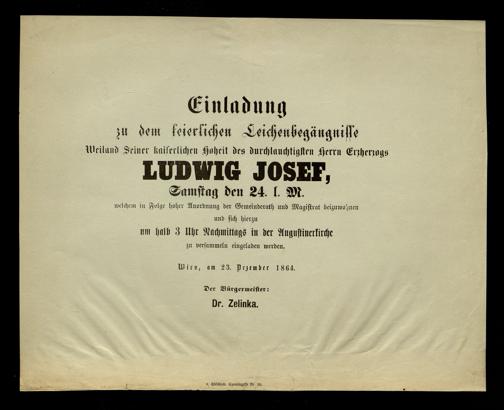 Einladung
zu dem feierlichen Leichenbegängnisse
Weiland Seiner kaiserlichen Hoheit des durchlauchtigsten Herrn Erzherzogs
LUDWIG JOSEF,
Samstag den 24. l. M.
welchem in Folge hoher Anordnung der Gemeinderath und Magistrat beizuwohnen
und sich hierzu
um halb 3 Uhr Nachmittags in der Augustinerkirche
zu versammeln eingeladen werden.
Wien, am 23. Dezember 1864.
Der Bürgermeister:
Dr. Zelinka.